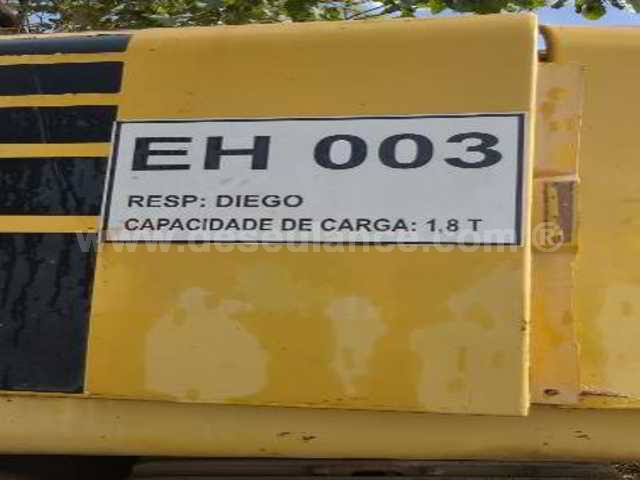 EH 003
RESP: DIEGO
CAPACIDADE DE CARGA: 1,8 T
www.desculance.com ®